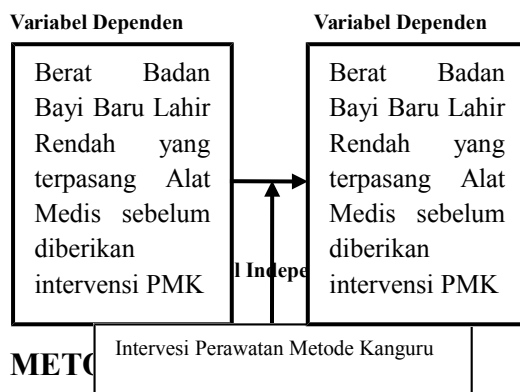 Variabel Dependen
Variabel Dependen
Berat Badan
Bayi Baru Lahir
Rendah yang
terpasang Alat
Medis sebelum
diberikan
intervensi PMK
Berat Badan
Bayi Baru Lahir
Rendah yang
terpasang Alat
Medis sebelum
diberikan
intervensi PMK
Intervesi Perawatan Metode Kanguru